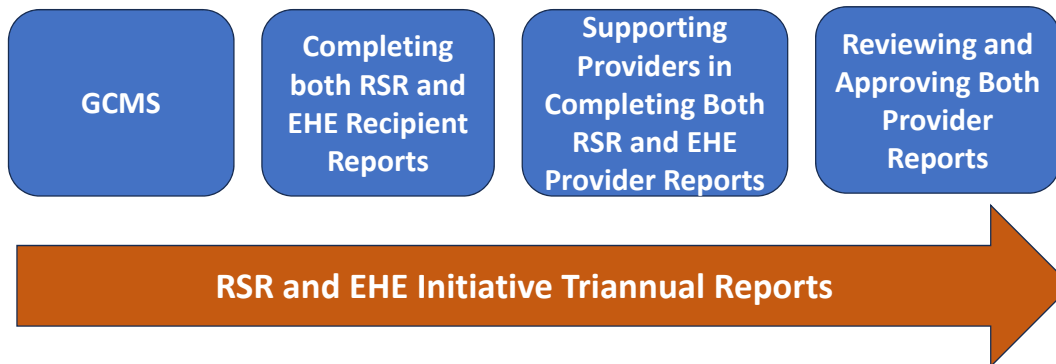 GCMS
Completing
both RSR and
EHE Recipient
Reports
Supporting
Providers in
Completing Both
RSR and EHE
Provider Reports
Reviewing and
Approving Both
Provider
Reports
RSR and EHE Initiative Triannual Reports